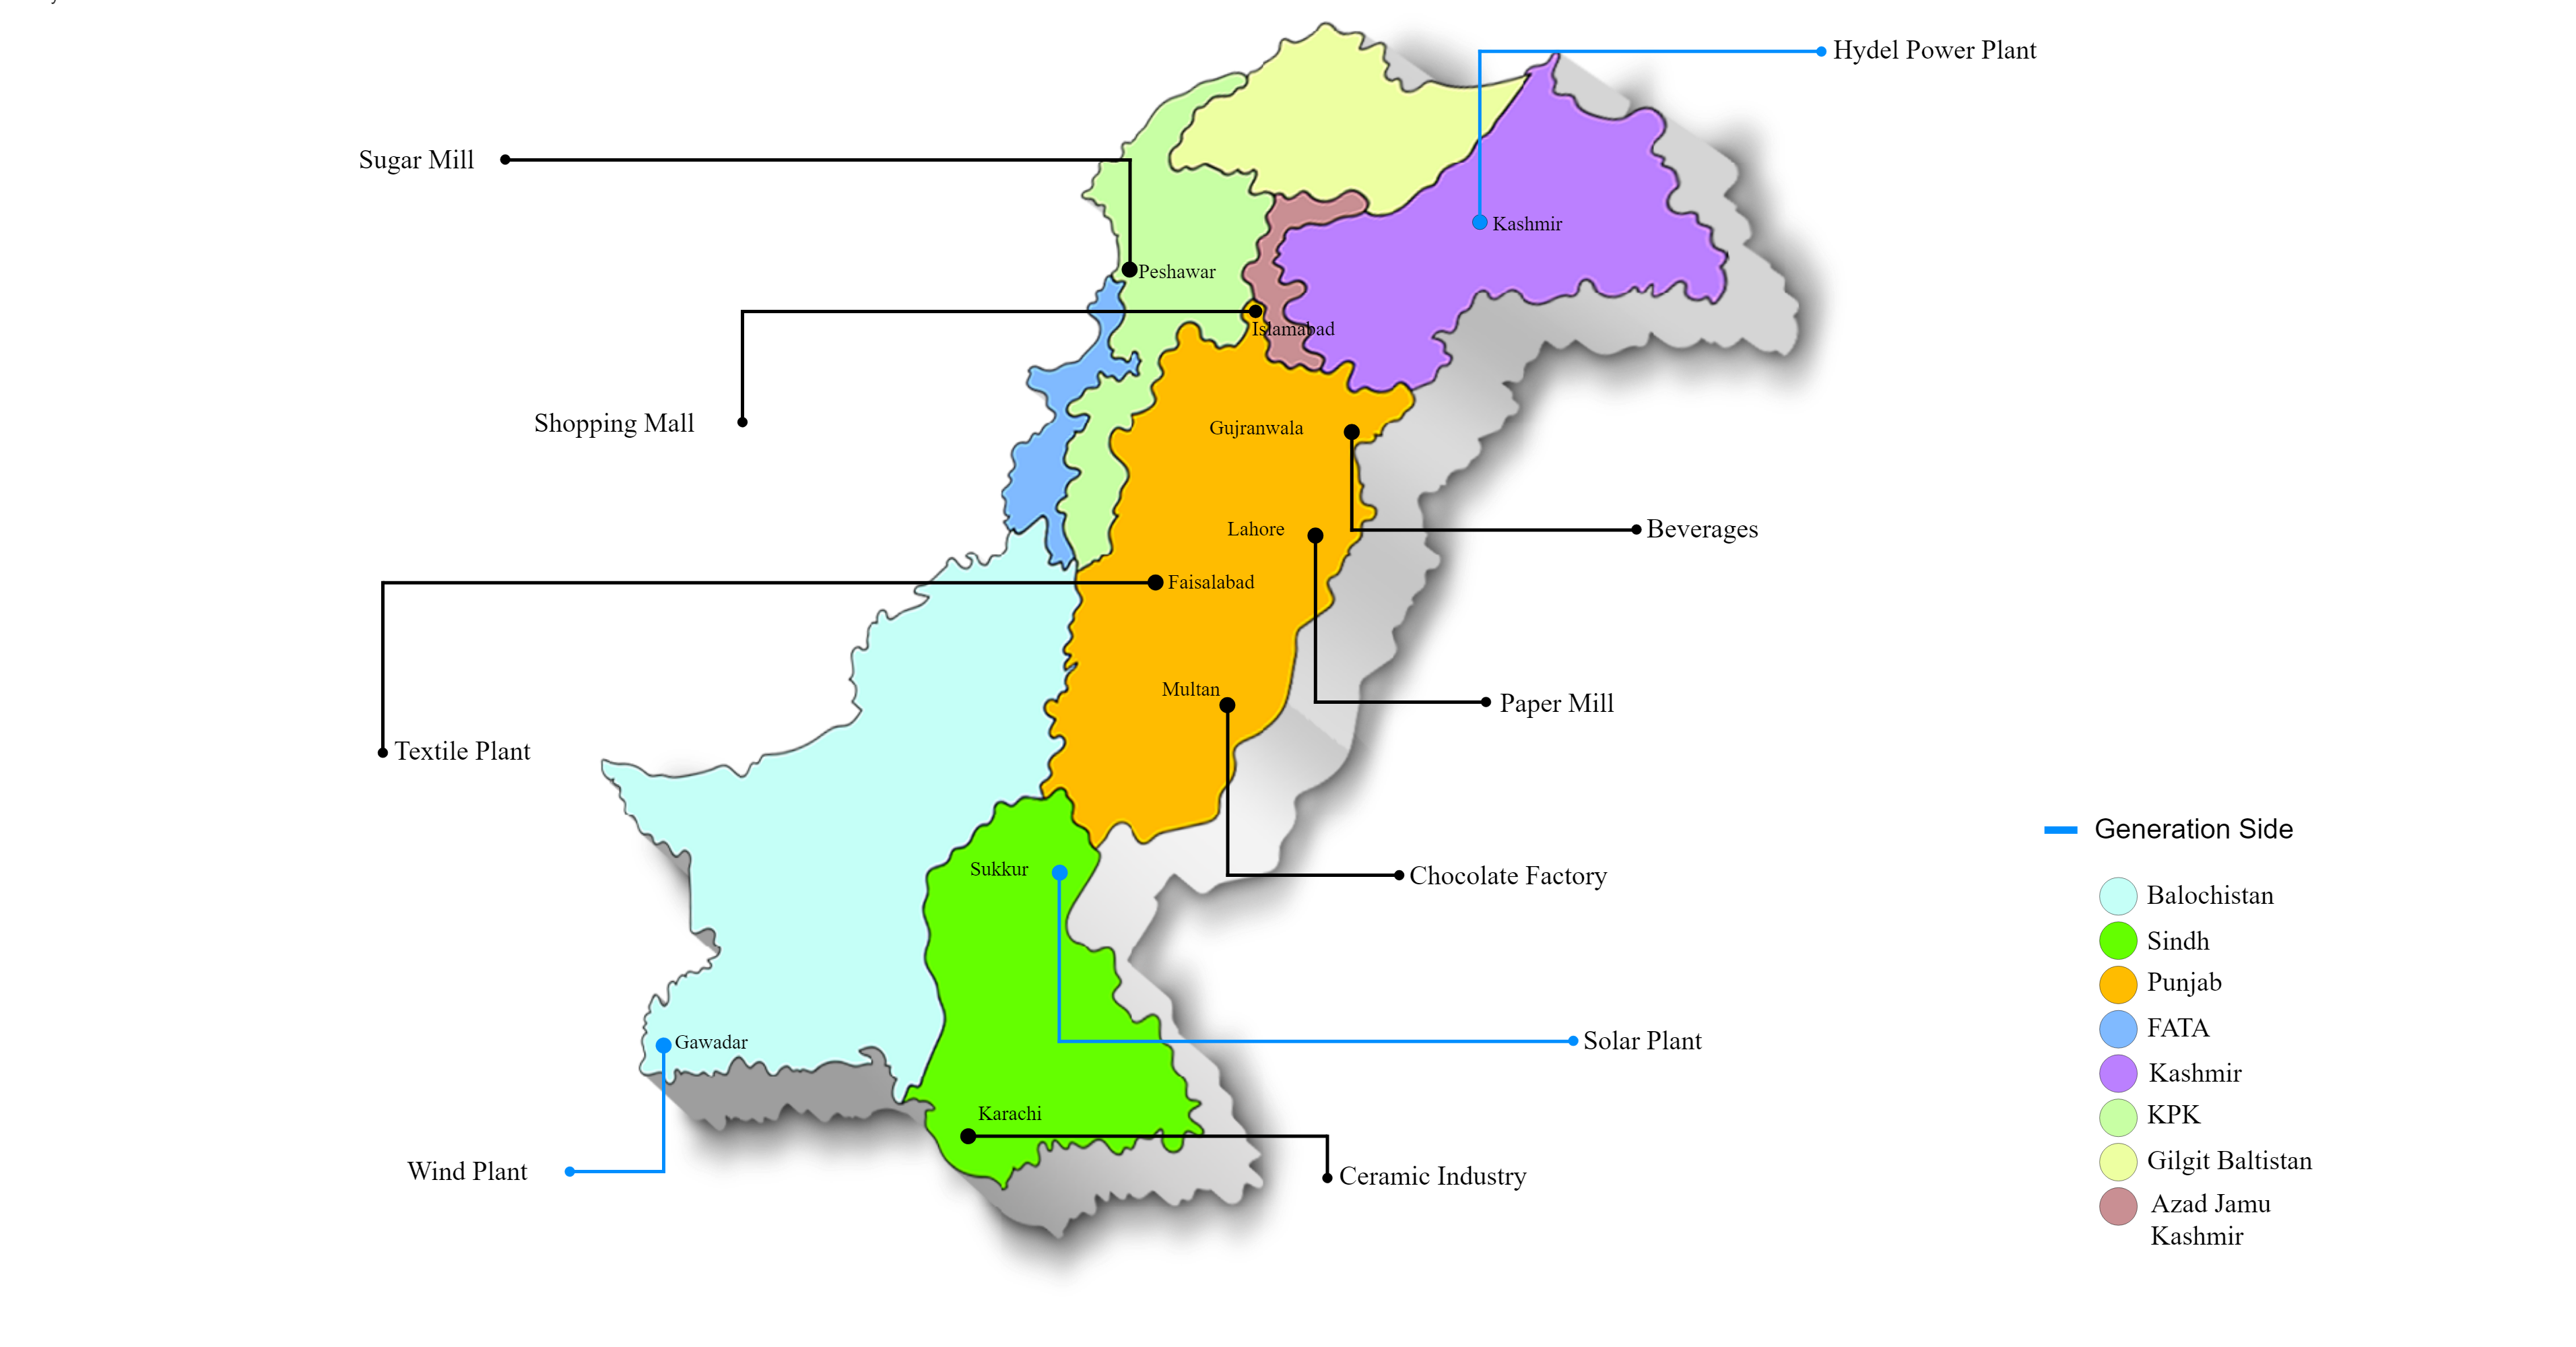 Hydel Power Plant
Sugar Mill
Kashmir
Peshawar
Islamabad
Shopping Mall
Gujranwala
Lahore
Beverages
Faisalabad
Multan
Paper Mill
Textile Plant
Generation Side
Sukkur
Chocolate Factory
Balochistan
Sindh
Punjab
FATA
Gawadar
Solar Plant
Kashmir
Karachi
KPK
Wind Plant
Ceramic Industry
Gilgit Baltistan
Azad Jamu
Kashmir